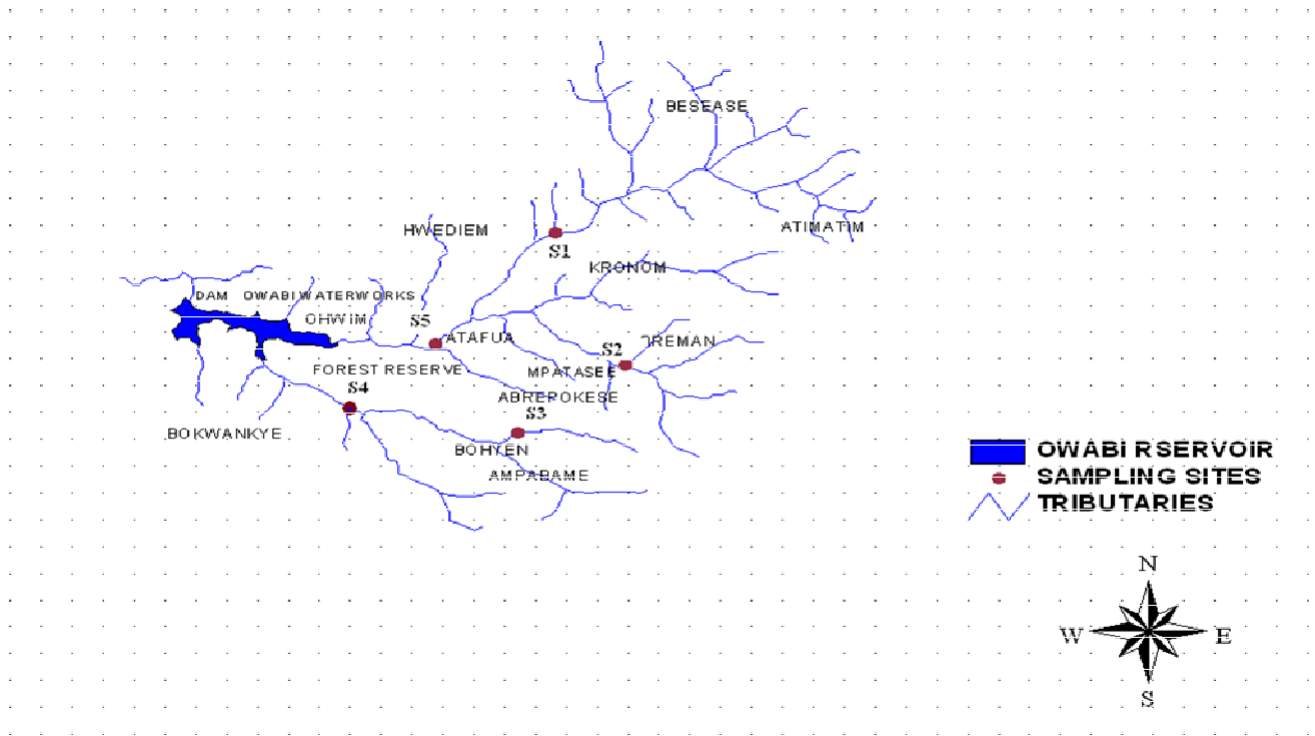 BESEASE
HWEDIEM
ATIMATIM
S1
KRONOM
DAM
OWABI WATERWORKS
OHWIM
S5
ATAFUA
S2
TREMAN
FOREST RESERVE
MPATASEE
S4
ABREPOKESE
S3
BOKWANKYE
BOHYEN
AMPABAME
OWABI RSERVOIR
SAMPLING SITES
TRIBUTARIES
N
W
E
S